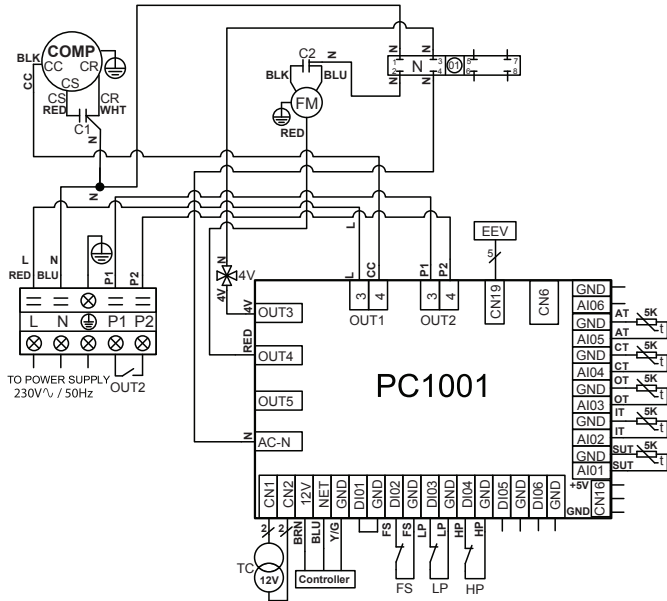 COMP
CC CR
CS
BLK
CC
CS
RED
CR
WHT
C1
N
N
C2
N
BLK BLU
FM
RED
N N
1 3 5 7
N 01
2 4 6 8
N N
L
RED
N
BLU
P1
P2
L N P1 P2
TO POWER SUPPLY
230V / 50Hz
OUT2
N
4V
4V
4V
RED
N
L
CC
P1
P2
EEV
5
3 4
OUT1
3 4
OUT2
CN19
CN6
OUT3
OUT4
OUT5
AC-N
PC1001
GND
AI06
GND
AI05
GND
AI04
GND
AI03
GND
AI02
GND
AI01
CN16
+5V
GND
AT 5K
t
AT
CT 5K
t
CT
OT 5K
t
OT
IT 5K
t
IT
SUT 5K
t
SUT
CN1 CN2 12V NET GND DI01 GND DI02 GND DI03 GND DI04 GND DI05 GND DI06 GND
2 2 BRN BLU Y/G FS FS LP LP HP HP
TC
12V
Controller
FS LP HP